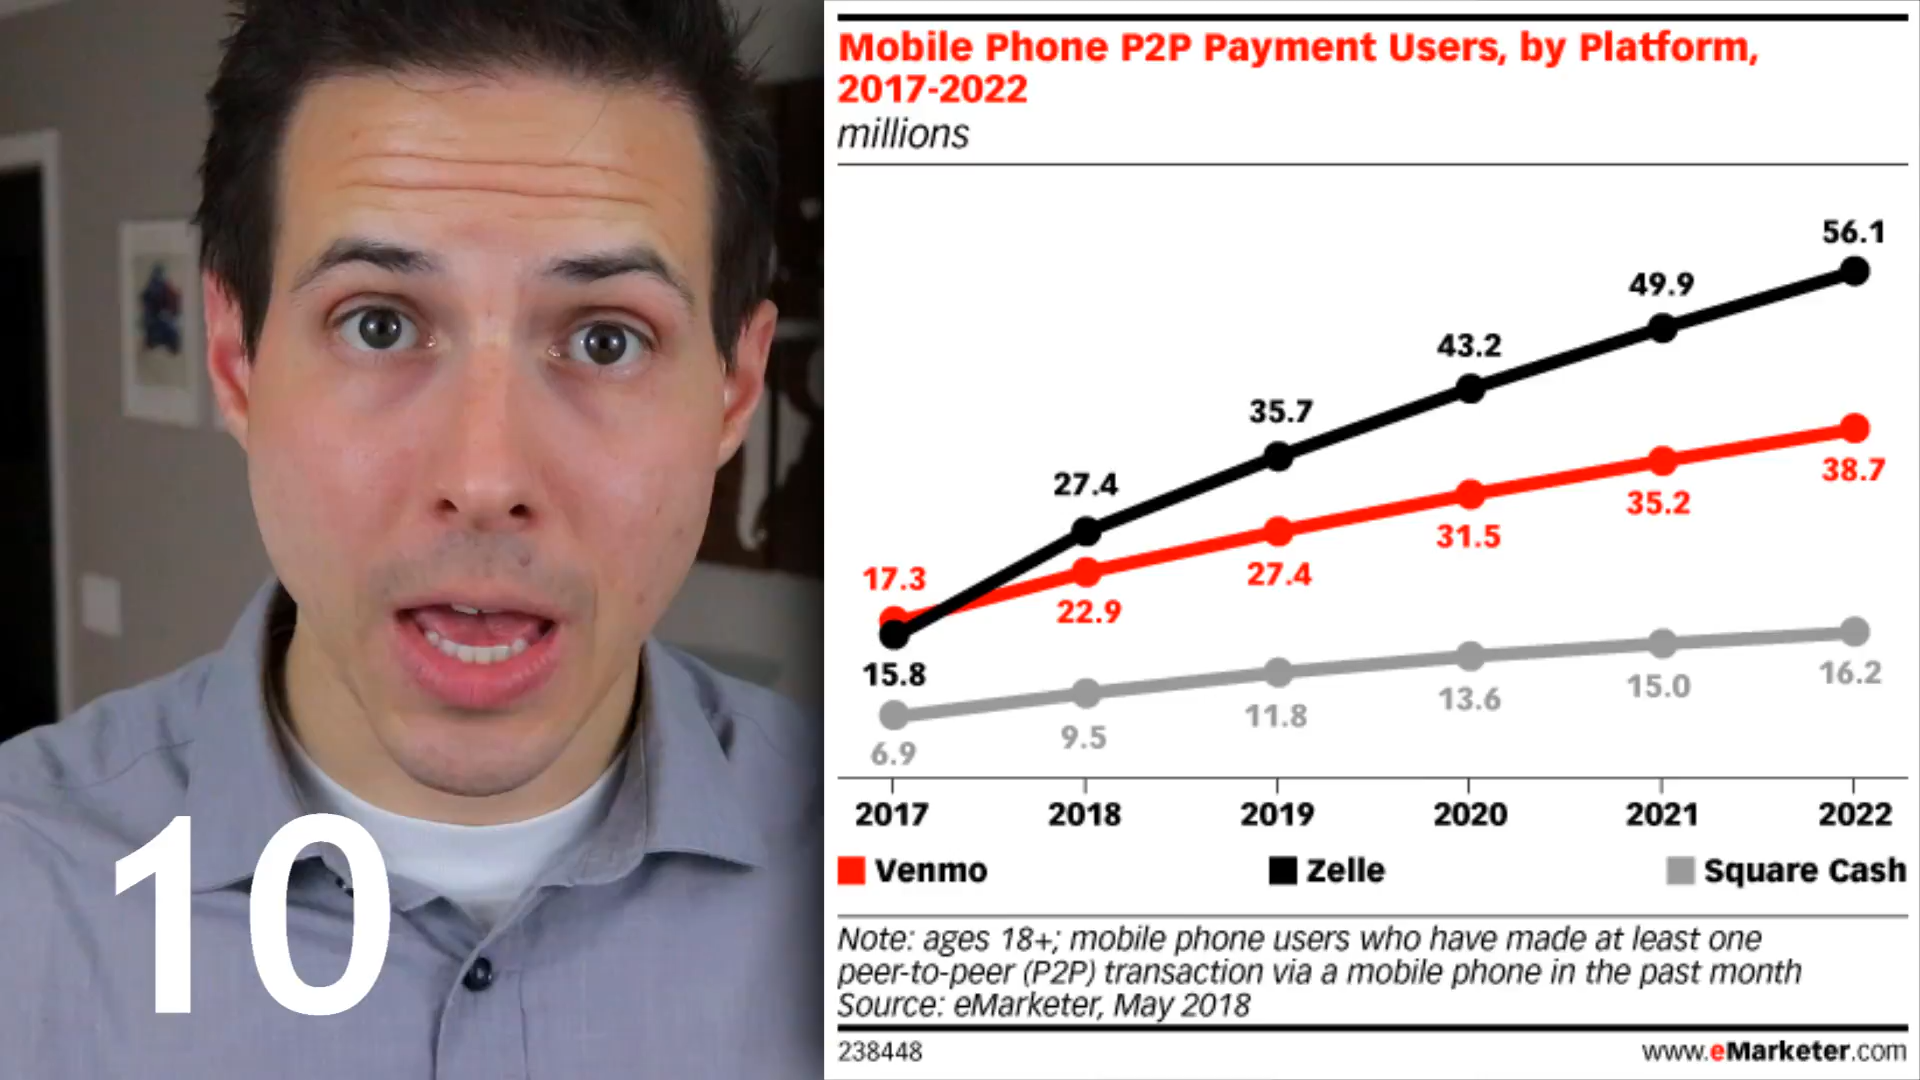 10
Mobile Phone P2P Payment Users, by Platform,
2017-2022
millions
56.1
49.9
43.2
35.7
27.4
17.3
15.8
38.7
35.2
31.5
27.4
22.9
16.2
15.0
13.6
11.8
9.5
6.9
2017 2018 2019 2020 2021 2022
Venmo Zelle Square Cash
Note: ages 18+; mobile phone users who have made at least one
peer-to-peer (P2P) transaction via a mobile phone in the past month
Source: eMarketer, May 2018
238448 www.eMarketer.com